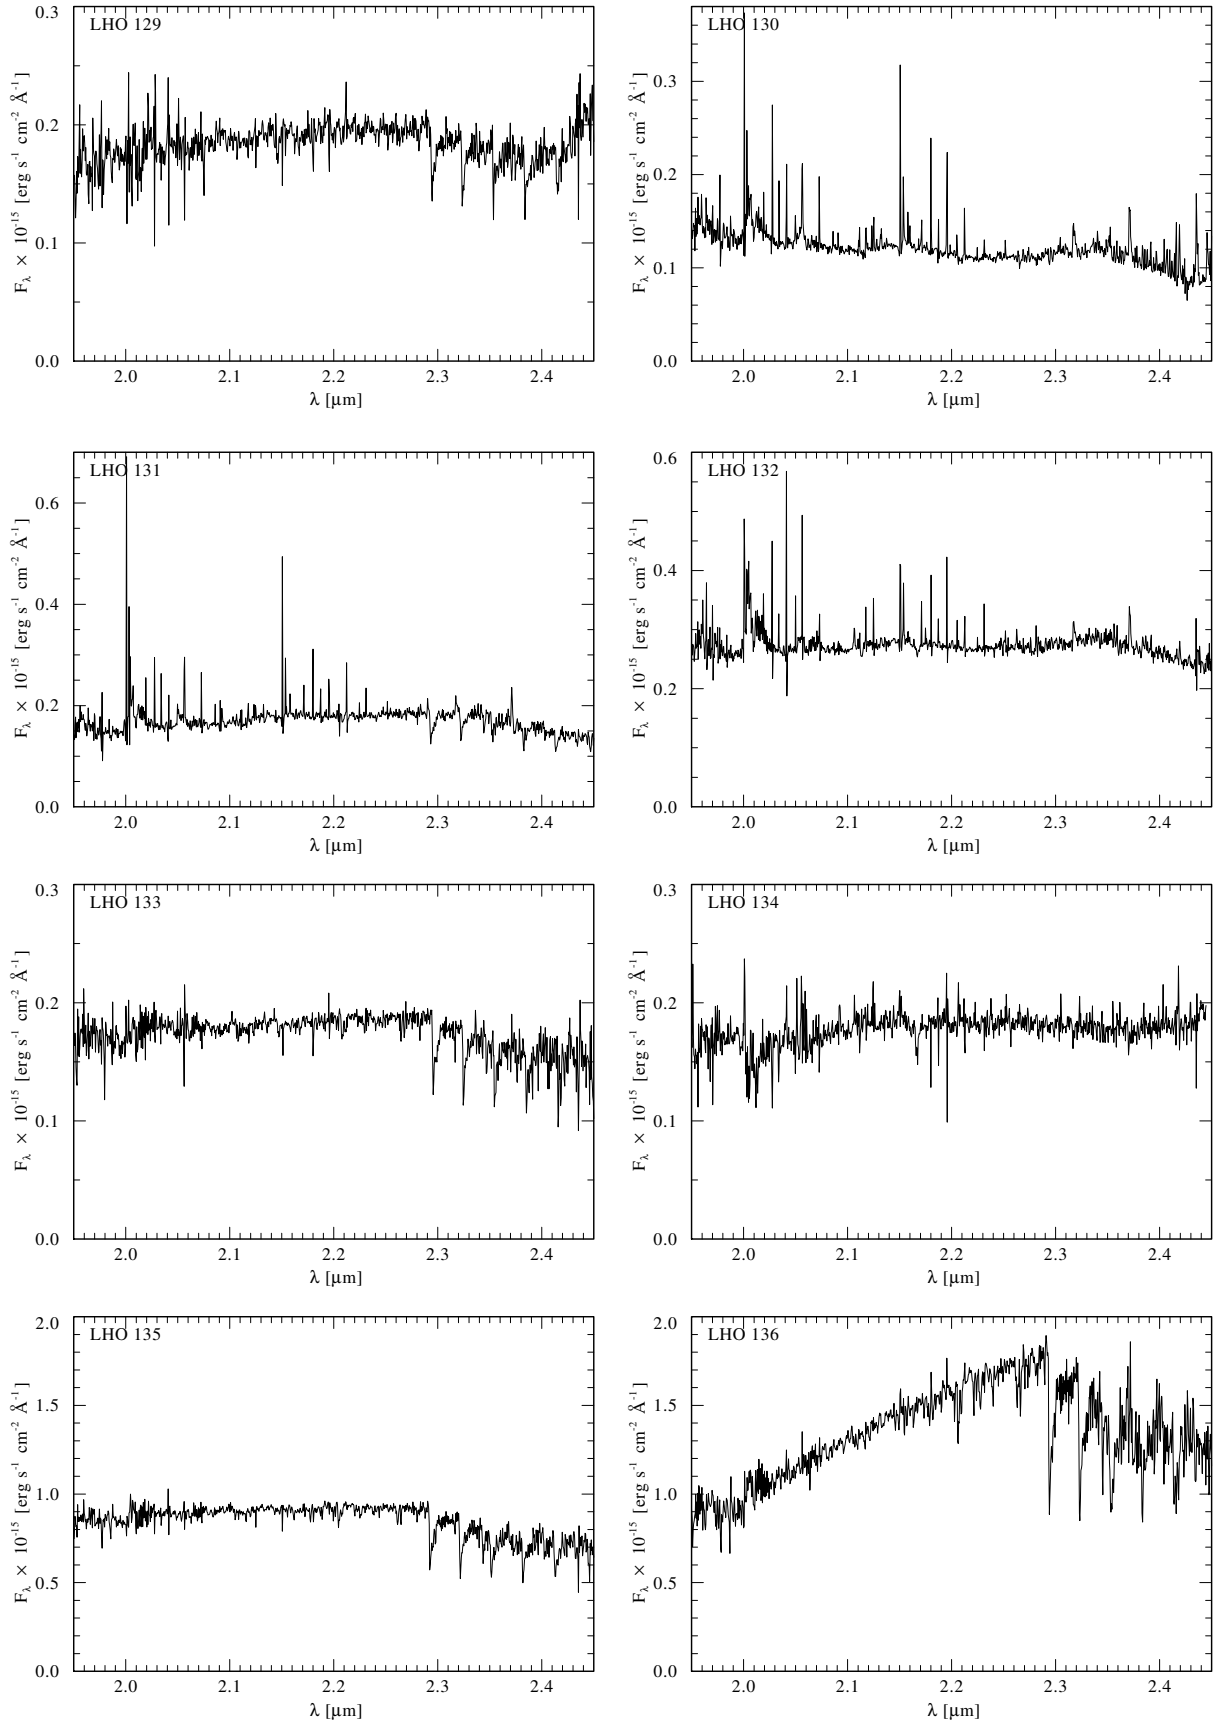 LHO 129
0.3
0.2
0.1
0.0
F_λ × 10^-15 [erg s^-1 cm^-2 Å^-1]
2.0 2.1 2.2 2.3 2.4
λ [μm]
LHO 130
0.3
0.2
0.1
0.0
F_λ × 10^-15 [erg s^-1 cm^-2 Å^-1]
2.0 2.1 2.2 2.3 2.4
λ [μm]
LHO 131
0.6
0.4
0.2
0.0
F_λ × 10^-15 [erg s^-1 cm^-2 Å^-1]
2.0 2.1 2.2 2.3 2.4
λ [μm]
LHO 132
0.6
0.4
0.2
0.0
F_λ × 10^-15 [erg s^-1 cm^-2 Å^-1]
2.0 2.1 2.2 2.3 2.4
λ [μm]
LHO 133
0.3
0.2
0.1
0.0
F_λ × 10^-15 [erg s^-1 cm^-2 Å^-1]
2.0 2.1 2.2 2.3 2.4
λ [μm]
LHO 134
0.3
0.2
0.1
0.0
F_λ × 10^-15 [erg s^-1 cm^-2 Å^-1]
2.0 2.1 2.2 2.3 2.4
λ [μm]
LHO 135
2.0
1.5
1.0
0.5
0.0
F_λ × 10^-15 [erg s^-1 cm^-2 Å^-1]
2.0 2.1 2.2 2.3 2.4
λ [μm]
LHO 136
2.0
1.5
1.0
0.5
0.0
F_λ × 10^-15 [erg s^-1 cm^-2 Å^-1]
2.0 2.1 2.2 2.3 2.4
λ [μm]